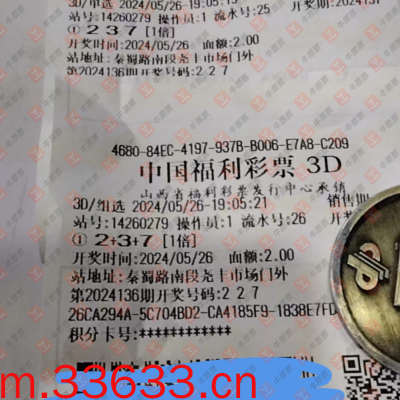 3D/单选 2024/05/26-19:05:15
站号:14260279 操作员:1 流水号:25
① 2 3 7 [1倍]
开奖时间:2024/05/26 面额:2.00
站地址:秦蜀路南段尧丰市场门外
第2024136期开奖号码:2 2 7
4680-84EC-4197-937B-B006-E7A8-C209
中国福利彩票 3D
山西省福利彩票发行中心承销
3D/组选 2024/05/26-19:05:21 销售期
站号:14260279 操作员:1 流水号:26 开奖
① 2+3+7 [1倍]
开奖时间:2024/05/26 面额:2.00
站地址:秦蜀路南段尧丰市场门外
第2024136期开奖号码:2 2 7
26CA294A-5C704BD2-CA4185F9-1838E7FD
积分卡号:************
m.33633.cn